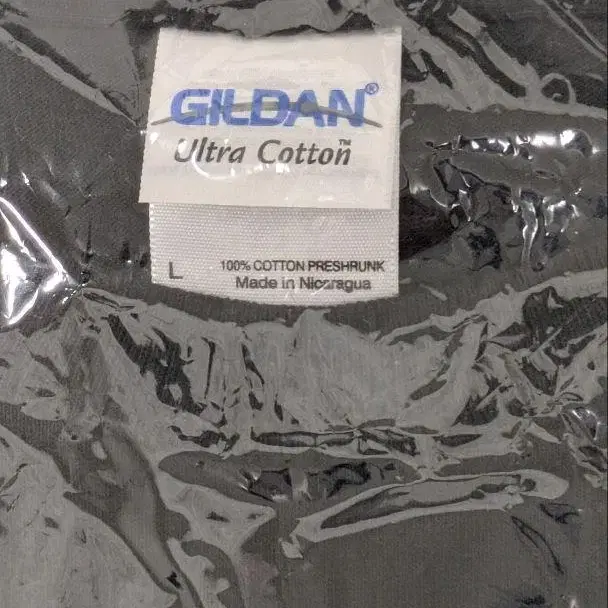 GILDAN®
Ultra Cotton™
L 100% COTTON PRESHRUNK
Made in Nicaragua